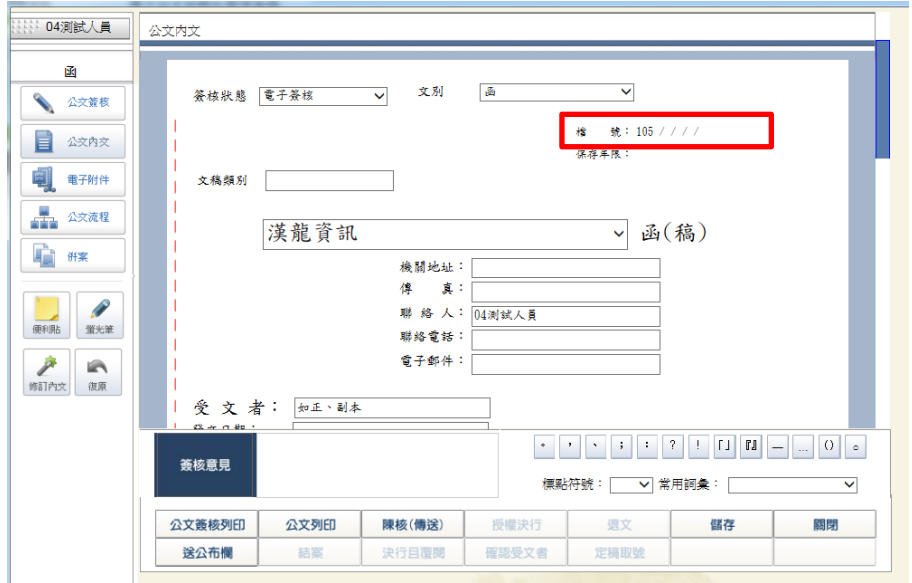 04測試人員
公文內文
函
公文簽核
公文內文
電子附件
公文流程
併案
便利貼 螢光筆
修訂內文 復原
簽核狀態 電子簽核 文別 函
檔 號：105 / / / /
保存年限：
文稿類別
漢龍資訊 函(稿)
機關地址：
傳 真：
聯 絡 人：04測試人員
聯絡電話：
電子郵件：
受 文 者： 如正、副本
發文日期：
簽核意見
。 ， 、 ； ： ？ ！ 「」 『』 — … () 。
標點符號： 常用詞彙：
公文簽核列印 公文列印 陳核(傳送) 授權決行 退文 儲存 關閉
送公布欄 結案 決行且覆閱 確認受文者 定稿取號